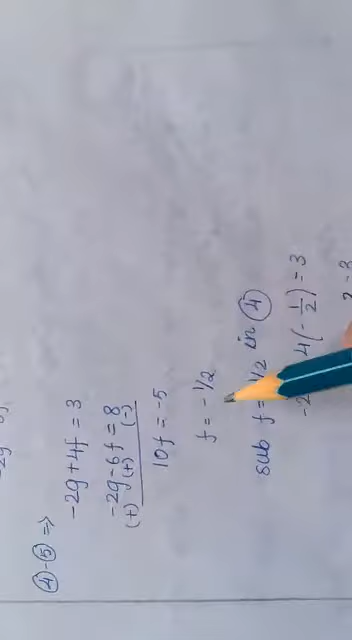 ④-⑤ =>
-2g + 4f = 3
-2g - 6f = 8
(+) (+) (-)
10f = -5
f = -1/2
sub f = 1/2 in ④
-2 4(-1/2) = 3